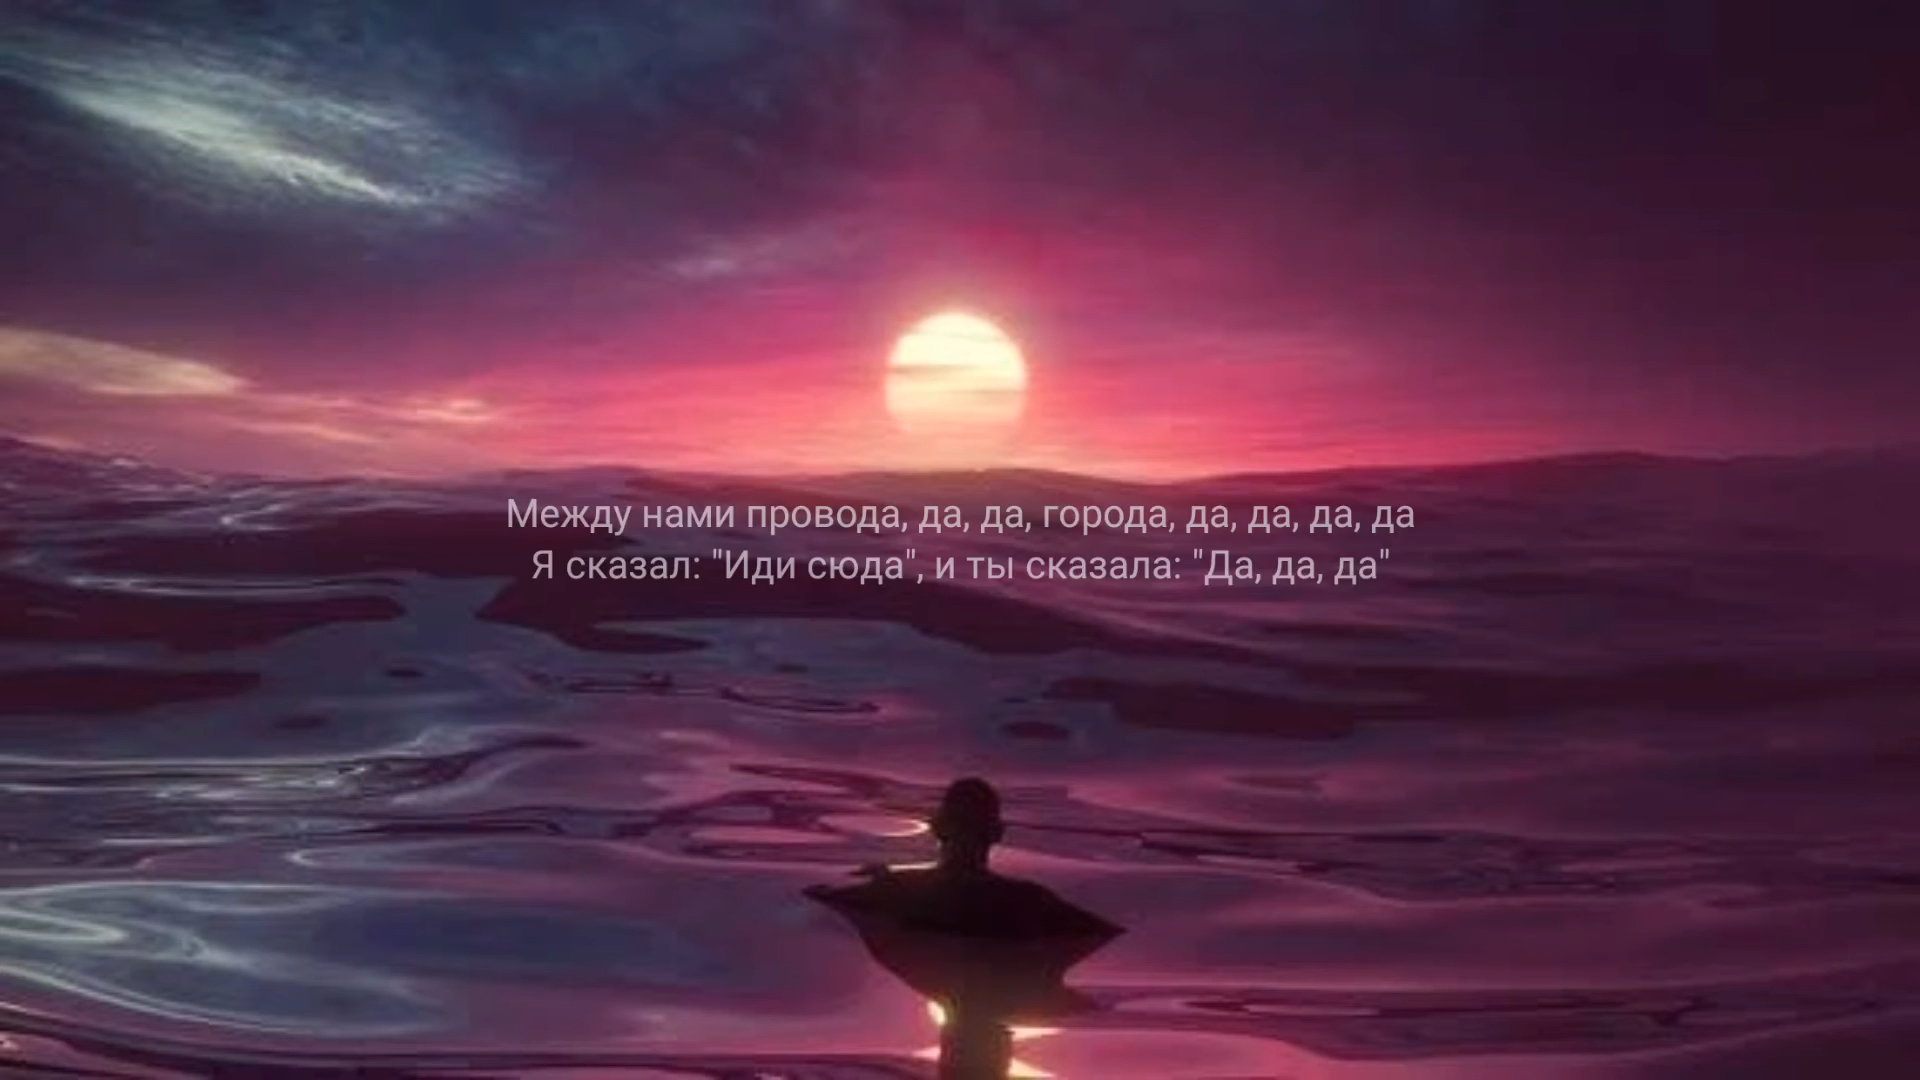 Между нами провода, да, да, города, да, да, да, да
Я сказал: "Иди сюда", и ты сказала: "Да, да, да"